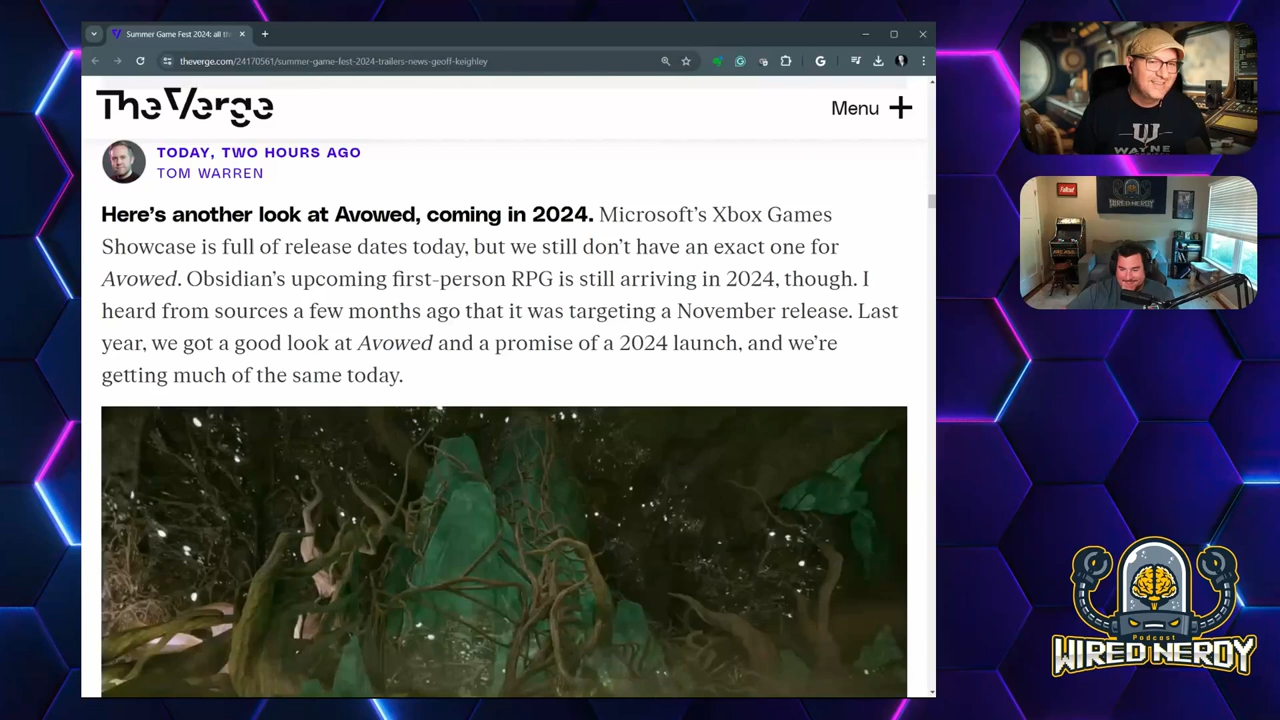 Summer Game Fest 2024: all th
theverge.com/24170561/summer-game-fest-2024-trailers-news-geoff-keighley
The Verge
Menu
TODAY, TWO HOURS AGO
TOM WARREN
Here’s another look at Avowed, coming in 2024. Microsoft’s Xbox Games
Showcase is full of release dates today, but we still don’t have an exact one for
Avowed. Obsidian’s upcoming first-person RPG is still arriving in 2024, though. I
heard from sources a few months ago that it was targeting a November release. Last
year, we got a good look at Avowed and a promise of a 2024 launch, and we’re
getting much of the same today.
WAYNE
Fallout
WIRED NERDY
Podcast
WIRED NERDY